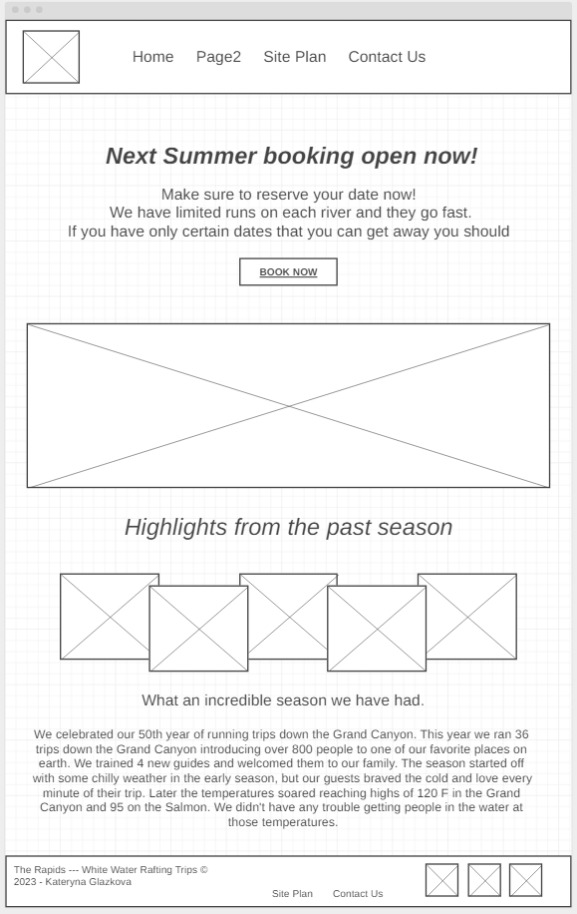 Home Page2 Site Plan Contact Us
Next Summer booking open now!
Make sure to reserve your date now!
We have limited runs on each river and they go fast.
If you have only certain dates that you can get away you should
BOOK NOW
Highlights from the past season
What an incredible season we have had.
We celebrated our 50th year of running trips down the Grand Canyon. This year we ran 36
trips down the Grand Canyon introducing over 800 people to one of our favorite places on
earth. We trained 4 new guides and welcomed them to our family. The season started off
with some chilly weather in the early season, but our guests braved the cold and love every
minute of their trip. Later the temperatures soared reaching highs of 120 F in the Grand
Canyon and 95 on the Salmon. We didn't have any trouble getting people in the water at
those temperatures.
The Rapids --- White Water Rafting Trips ©
2023 - Kateryna Glazkova
Site Plan Contact Us